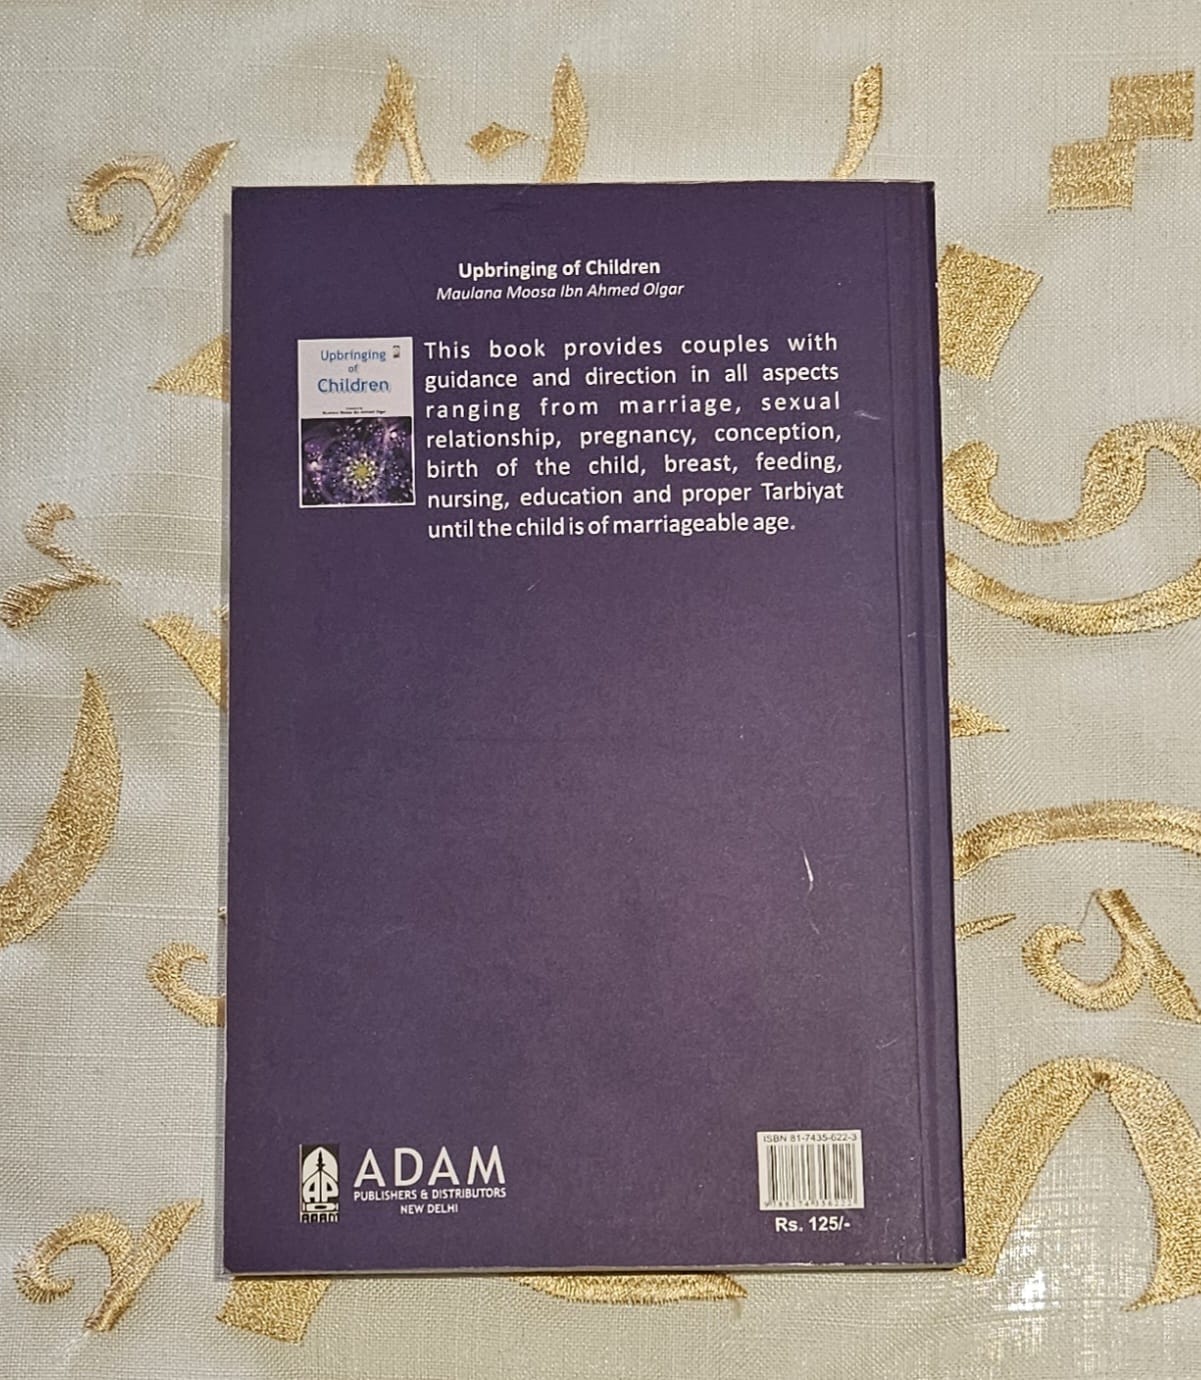 Upbringing of Children
Maulana Moosa Ibn Ahmed Olgar
Upbringing
of
Children
This book provides couples with
guidance and direction in all aspects
ranging from marriage, sexual
relationship, pregnancy, conception,
birth of the child, breast, feeding,
nursing, education and proper Tarbiyat
until the child is of marriageable age.
AP
ADAM
ADAM
PUBLISHERS & DISTRIBUTORS
NEW DELHI
ISBN 81-7435-622-3
Rs. 125/-